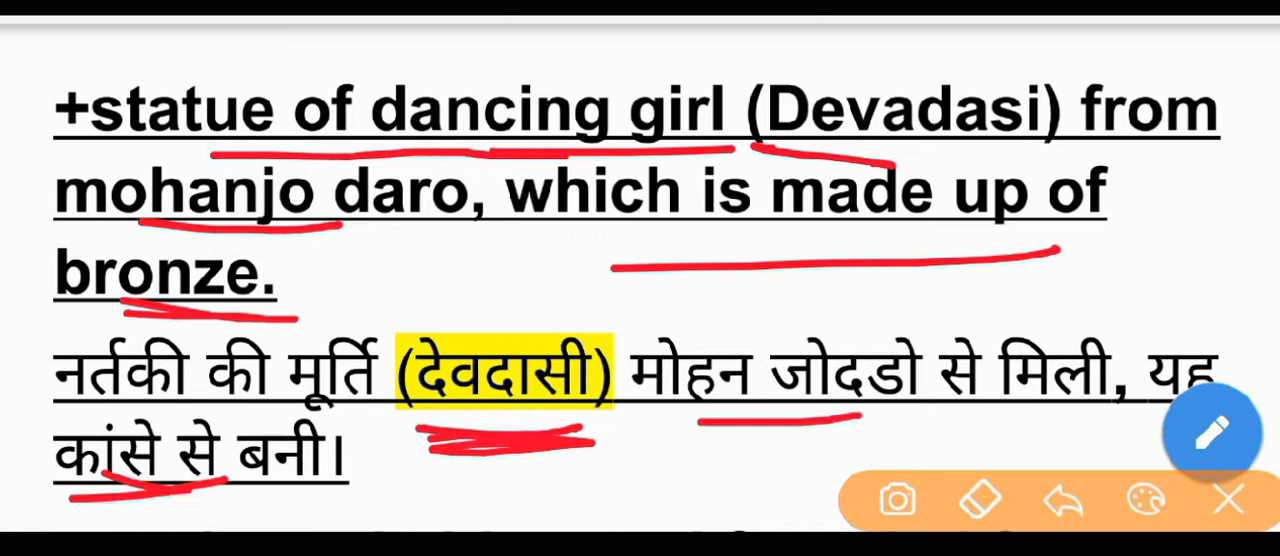 +statue of dancing girl (Devadasi) from
mohanjo daro, which is made up of
bronze.
नर्तकी की मूर्ति (देवदासी) मोहन जोदडो से मिली, यह
कांसे से बनी।